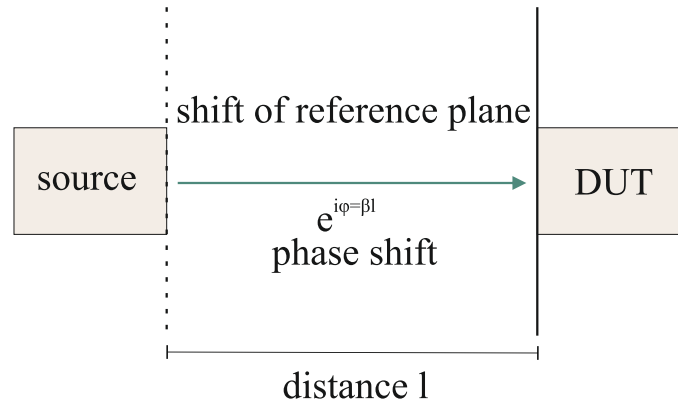 shift of reference plane
source
DUT
e^{iφ=βl}
phase shift
distance l